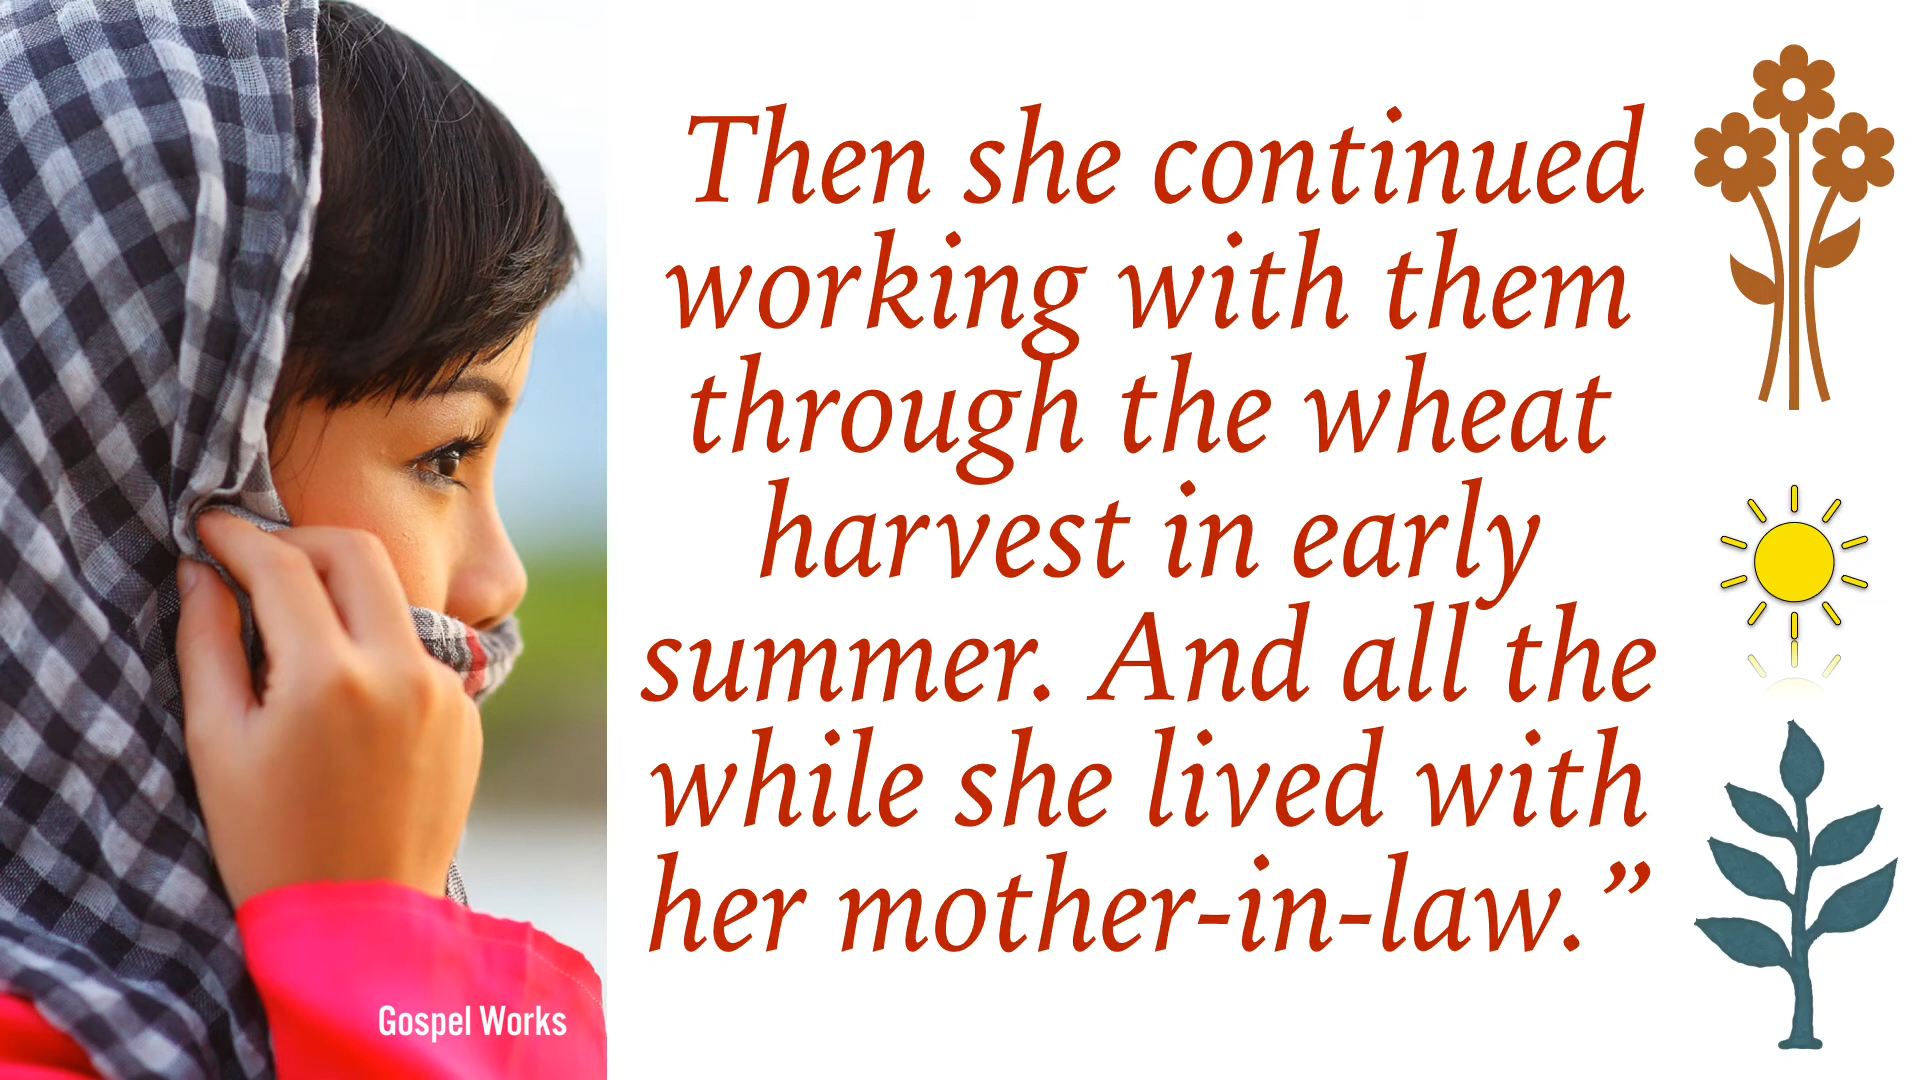 Then she continued
working with them
through the wheat
harvest in early
summer. And all the
while she lived with
her mother-in-law.”
Gospel Works